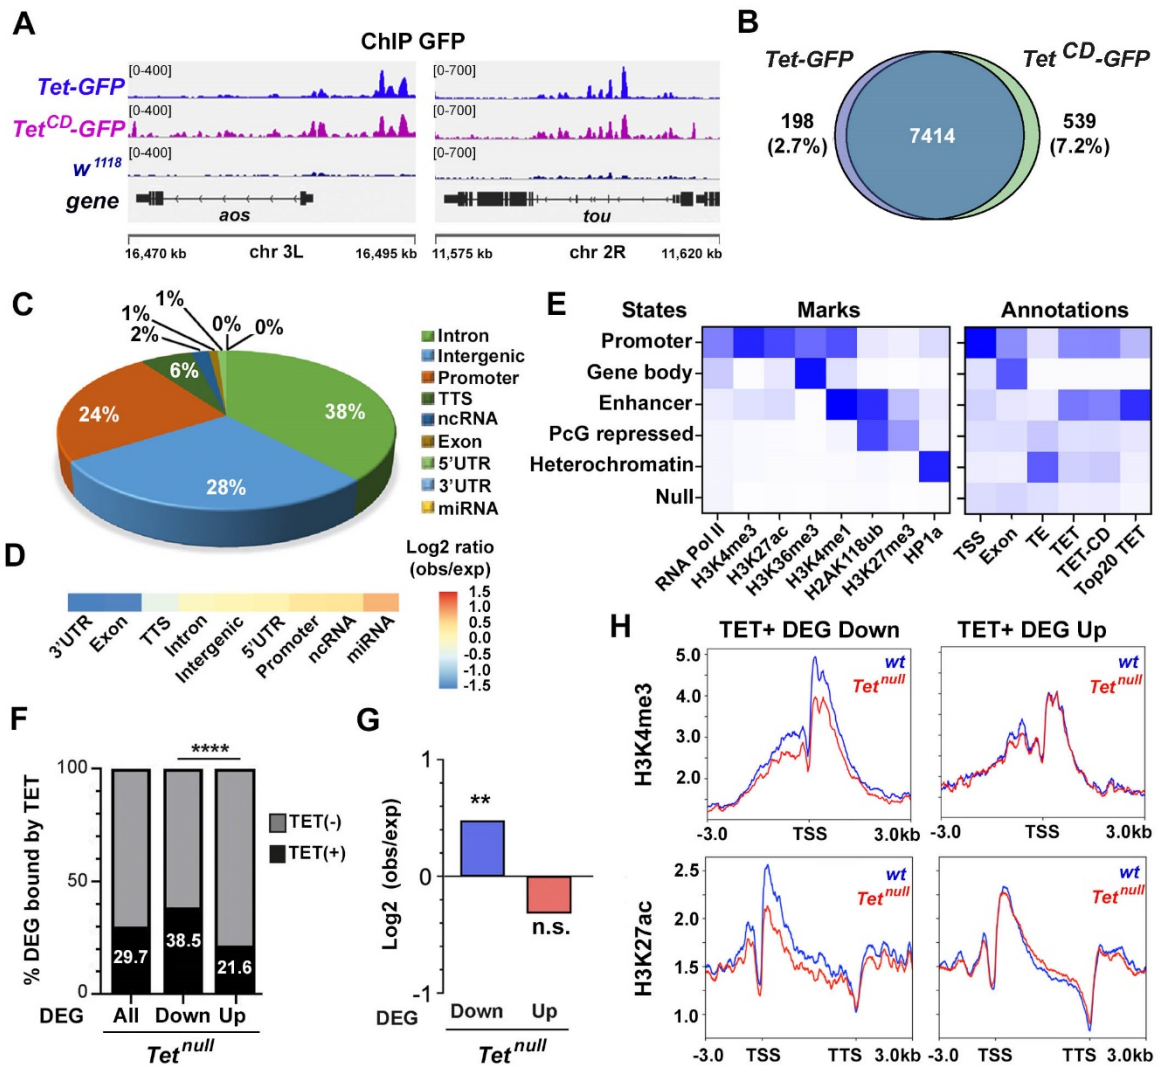 A
ChIP GFP
Tet-GFP
[0-400]
[0-700]
Tet^CD-GFP
[0-400]
[0-700]
w^1118
[0-400]
[0-700]
gene
aos
tou
16,470 kb
chr 3L
16,495 kb
11,575 kb
chr 2R
11,620 kb
B
Tet-GFP
Tet^CD-GFP
198
(2.7%)
7414
539
(7.2%)
C
1%
1%
2%
0%
0%
6%
24%
38%
28%
Intron
Intergenic
Promoter
TTS
ncRNA
Exon
5'UTR
3'UTR
miRNA
D
Log2 ratio
(obs/exp)
1.5
1.0
0.5
0.0
-0.5
-1.0
-1.5
3'UTR
Exon
TTS
Intron
Intergenic
5'UTR
Promoter
ncRNA
miRNA
E
States
Marks
Annotations
Promoter
Gene body
Enhancer
PcG repressed
Heterochromatin
Null
RNA Pol II
H3K4me3
H3K27ac
H3K36me3
H3K4me1
H2AK118ub
H3K27me3
HP1a
TSS
Exon
TE
TET
TET-CD
Top20 TET
F
% DEG bound by TET
100
50
0
****
29.7
38.5
21.6
TET(-)
TET(+)
DEG
All
Down
Up
Tet^null
G
Log2 (obs/exp)
1
0
-1
**
n.s.
DEG
Down
Up
Tet^null
H
TET+ DEG Down
TET+ DEG Up
H3K4me3
5.0
4.0
3.0
2.0
wt
Tet^null
wt
Tet^null
-3.0
TSS
3.0kb
-3.0
TSS
3.0kb
H3K27ac
2.5
2.0
1.5
1.0
wt
Tet^null
wt
Tet^null
-3.0
TSS
TTS
3.0kb
-3.0
TSS
TTS
3.0kb